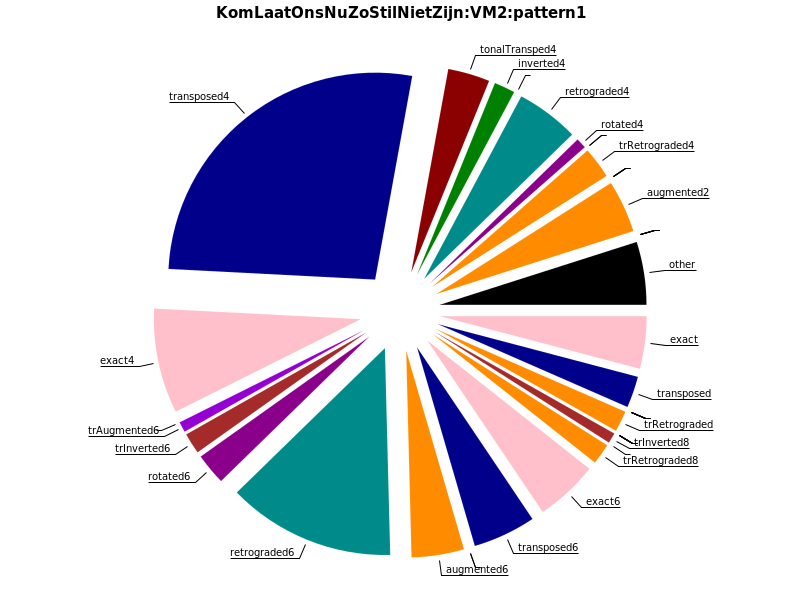 KomLaatOnsNuZoStilNietZijn:VM2:pattern1
tonalTransped4
inverted4
transposed4
retrograded4
rotated4
trRetrograded4
augmented2
other
exact
exact4
transposed
trRetrograded
trAugmented6
trInverted8
trInverted6
trRetrograded8
rotated6
exact6
transposed6
retrograded6
augmented6